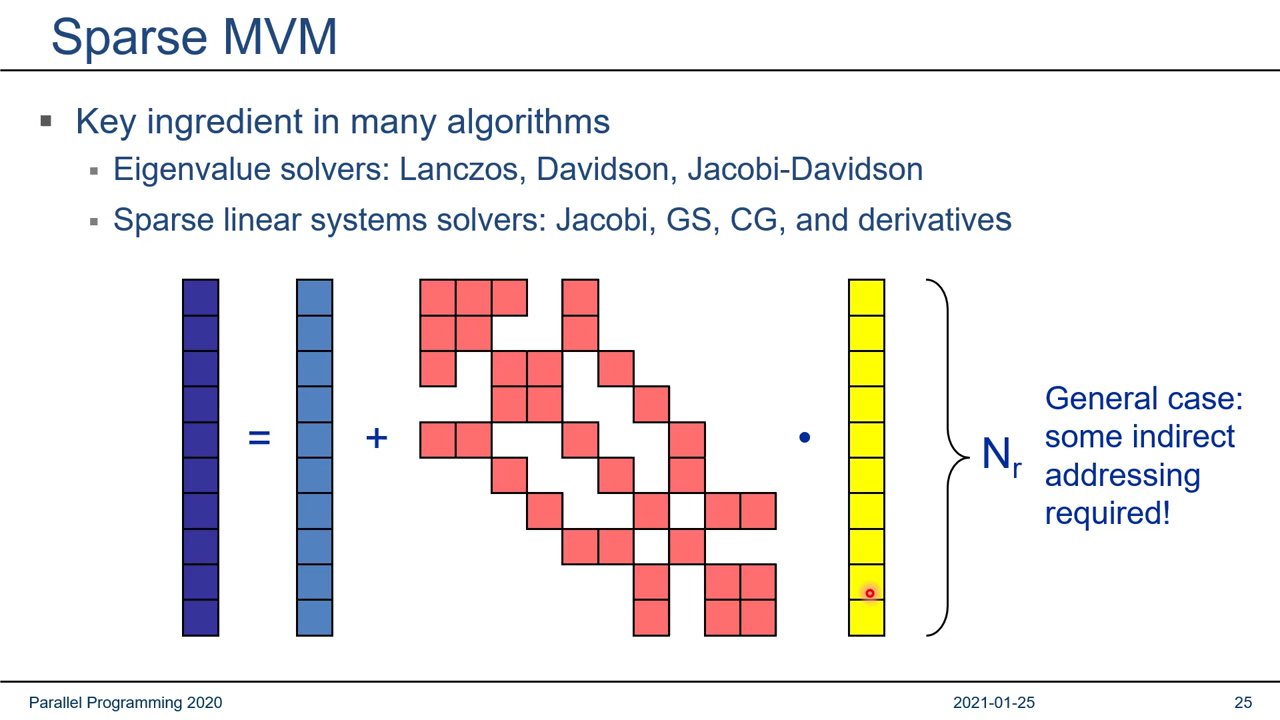 Sparse MVM
Key ingredient in many algorithms
Eigenvalue solvers: Lanczos, Davidson, Jacobi-Davidson
Sparse linear systems solvers: Jacobi, GS, CG, and derivatives
= + • Nr
General case:
some indirect
addressing
required!
Parallel Programming 2020
2021-01-25
25